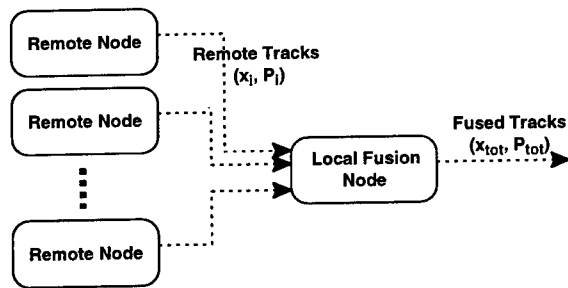 Remote Node
Remote Tracks
(xi, Pi)
Remote Node
Fused Tracks
(xtot, Ptot)
Local Fusion
Node
Remote Node